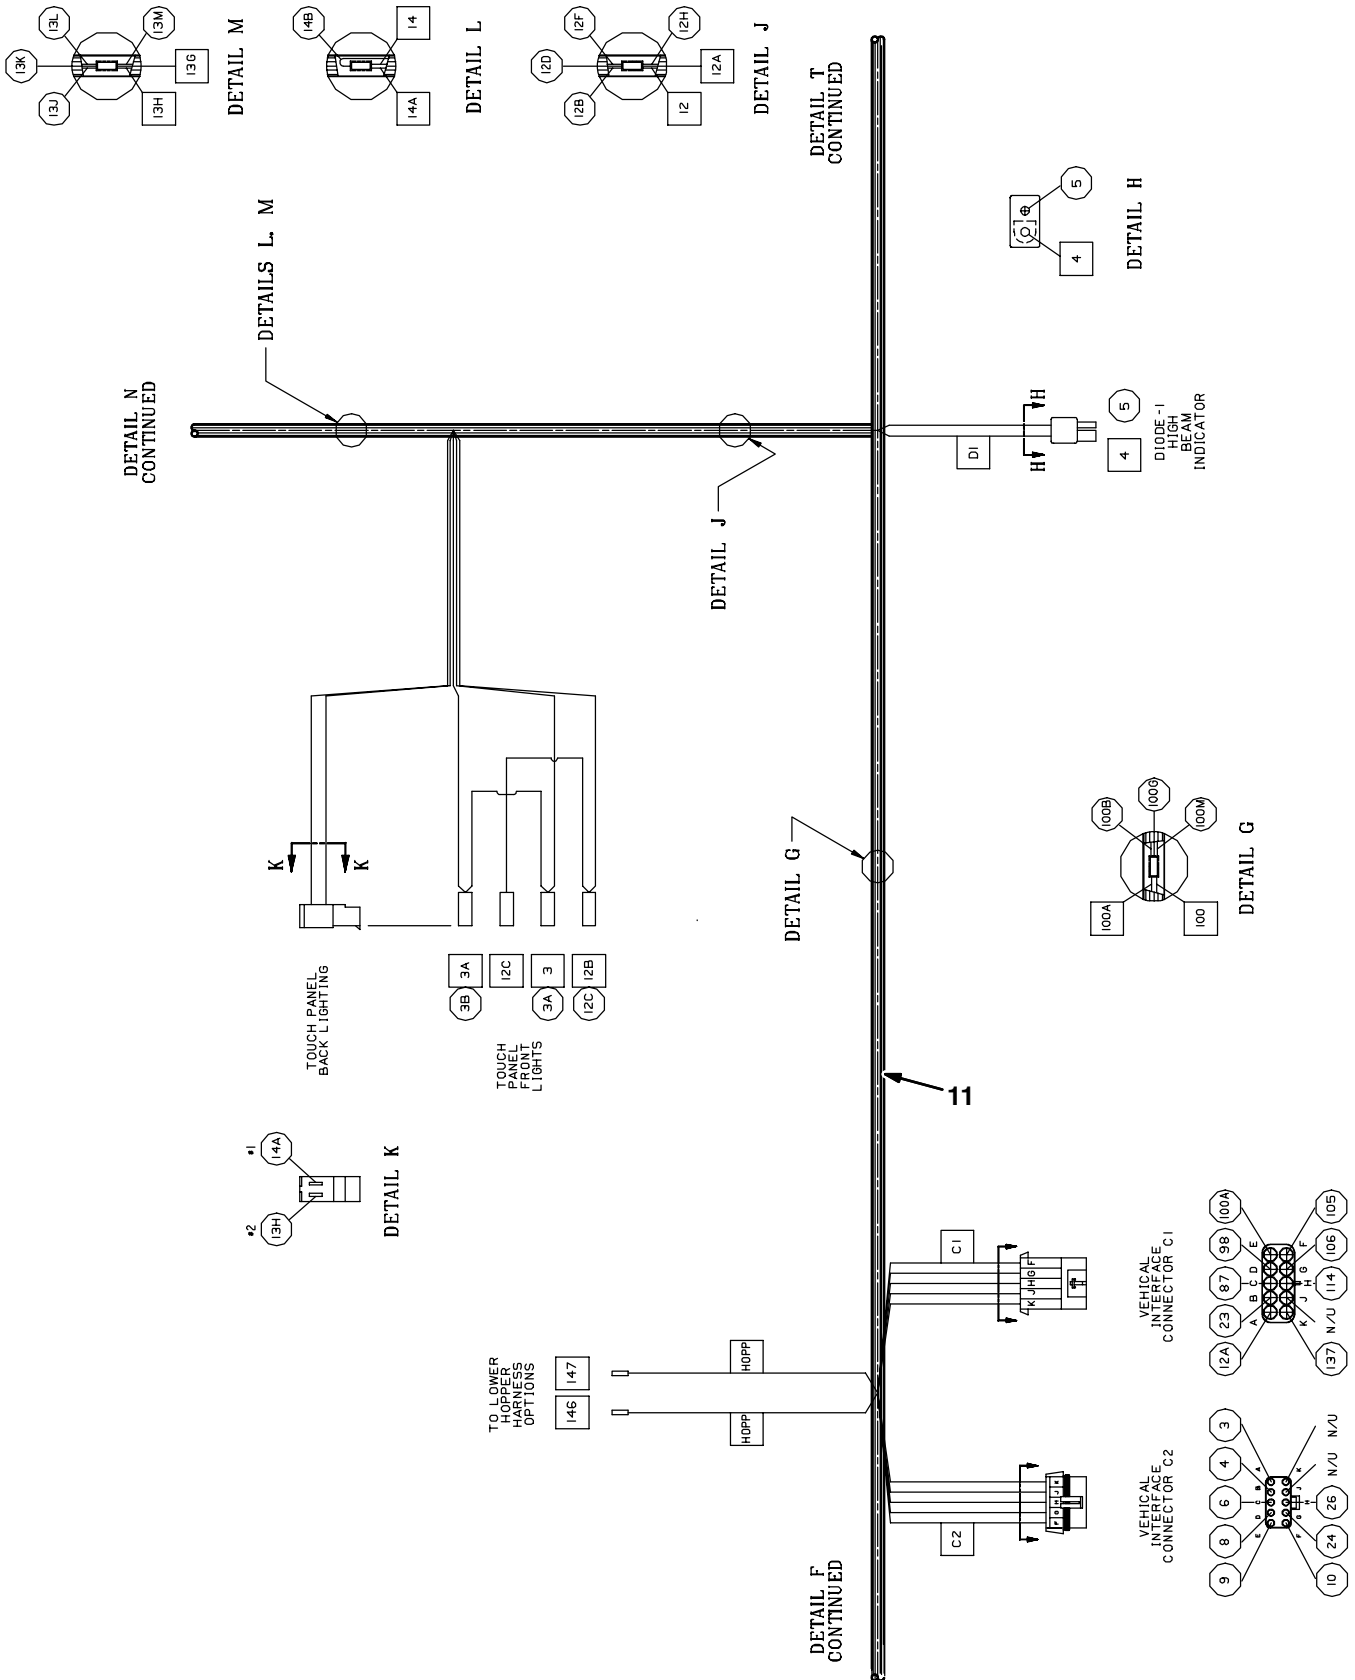 13K
13L
13M
13G
13J
13H
DETAIL M
14B
14
14A
DETAIL L
12D
12F
12H
12A
12B
12
DETAIL J
DETAIL T
CONTINUED
5
4
DETAIL H
DETAILS L, M
DETAIL N
CONTINUED
DETAIL J
D1
H
H
4
5
DIODE-1
HIGH
BEAM
INDICATOR
K
K
TOUCH PANEL
BACK LIGHTING
3B
3A
12C
3A
3
12C
12B
TOUCH
PANEL
FRONT
LIGHTS
DETAIL G
100B
100G
100M
100A
100
DETAIL G
11
#1
14A
#2
13H
DETAIL K
TO LOWER
HOPPER
HARNESS
OPTIONS
146
147
HOPP
HOPP
C1
K J H G F
VEHICAL
INTERFACE
CONNECTOR C1
12A
23
87
98
100A
A B C D E
K J H G F
137
N/U
114
106
105
C2
F G H J K
VEHICAL
INTERFACE
CONNECTOR C2
9
8
6
4
3
E D C B A
F G H J K
10
24
26
N/U
N/U
DETAIL F
CONTINUED